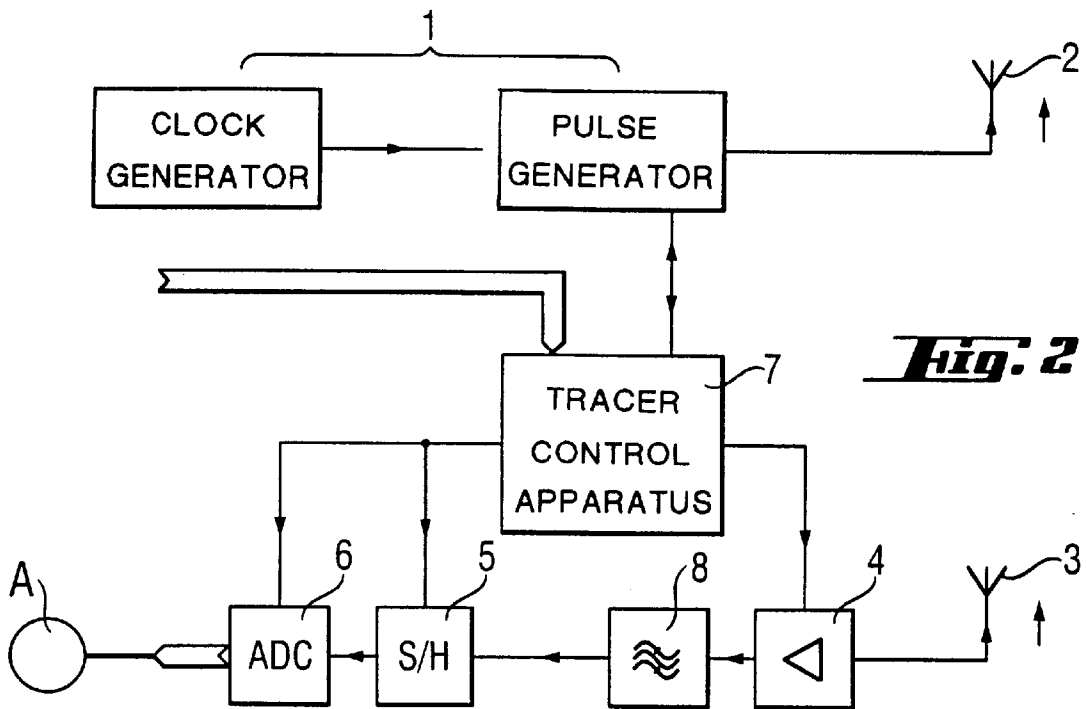 1
2
CLOCK
GENERATOR
PULSE
GENERATOR
7
TRACER
CONTROL
APPARATUS
Fig. 2
A
6
5
8
4
3
ADC
S/H